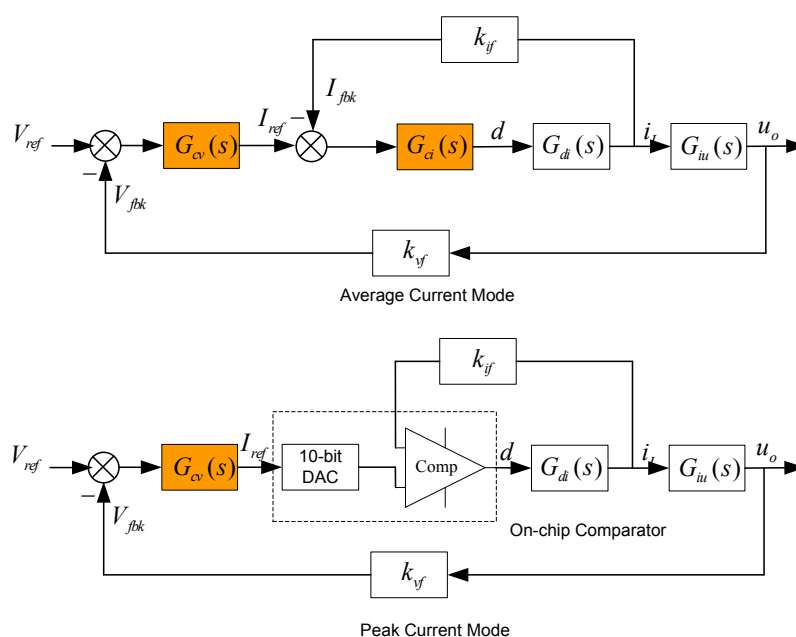 k_if
I_fbk
V_ref
−
G_cv(s)
I_ref
−
G_ci(s)
d
G_di(s)
i_L
G_iu(s)
u_o
V_fbk
k_vf
Average Current Mode
k_if
V_ref
−
G_cv(s)
I_ref
10-bit
DAC
Comp
d
G_di(s)
i_L
G_iu(s)
u_o
V_fbk
On-chip Comparator
k_vf
Peak Current Mode